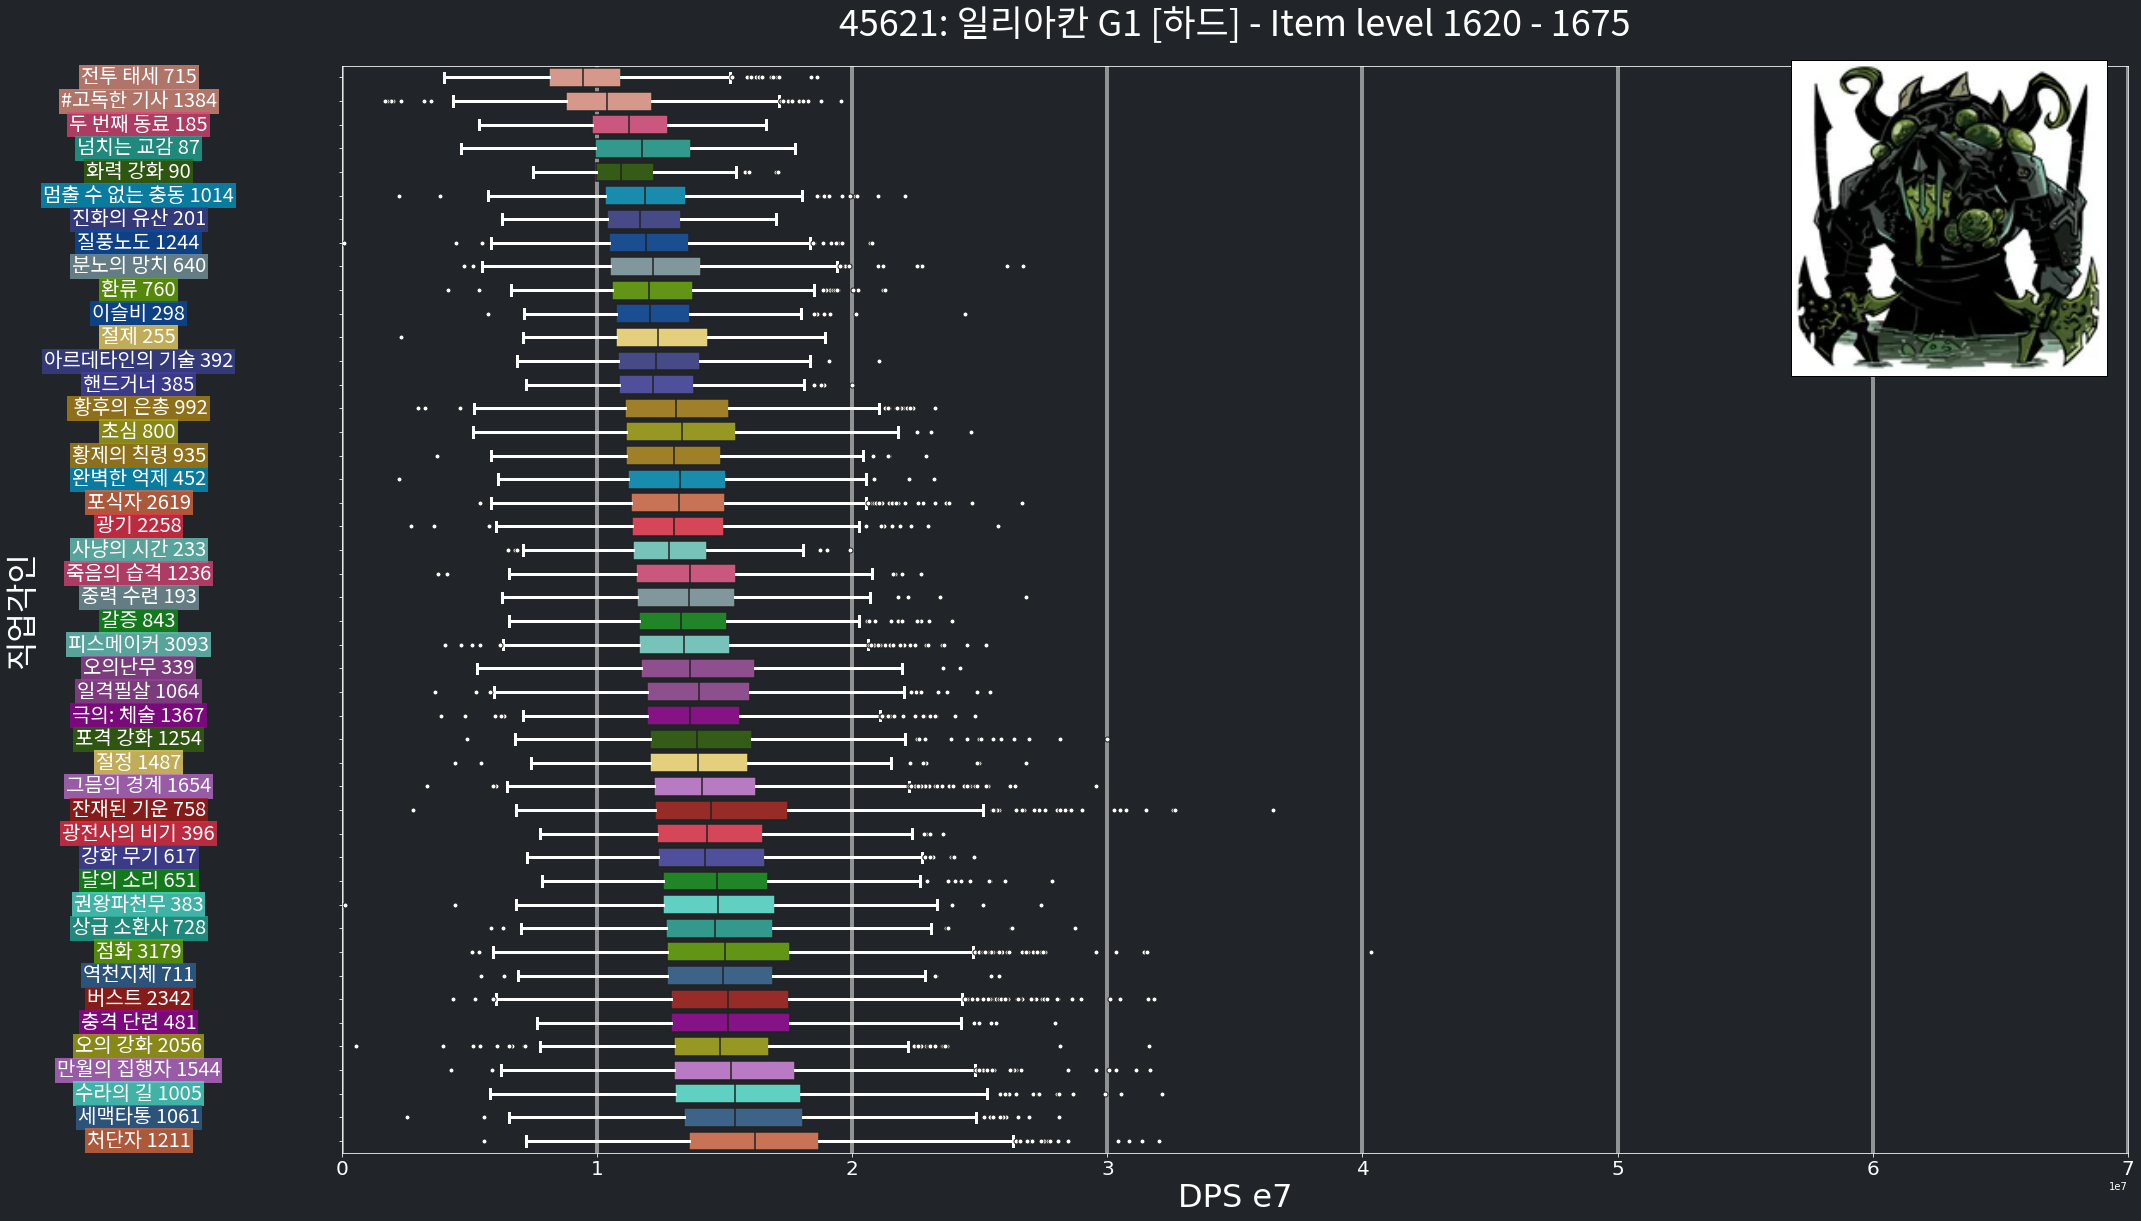 45621: 일리아칸 G1 [하드] - Item level 1620 - 1675
직업각인
전투 태세 715
#고독한 기사 1384
두 번째 동료 185
넘치는 교감 87
화력 강화 90
멈출 수 없는 충동 1014
진화의 유산 201
질풍노도 1244
분노의 망치 640
환류 760
이슬비 298
절제 255
아르데타인의 기술 392
핸드거너 385
황후의 은총 992
초심 800
황제의 칙령 935
완벽한 억제 452
포식자 2619
광기 2258
사냥의 시간 233
죽음의 습격 1236
중력 수련 193
갈증 843
피스메이커 3093
오의난무 339
일격필살 1064
극의: 체술 1367
포격 강화 1254
절정 1487
그믐의 경계 1654
잔재된 기운 758
광전사의 비기 396
강화 무기 617
달의 소리 651
권왕파천무 383
상급 소환사 728
점화 3179
역천지체 711
버스트 2342
충격 단련 481
오의 강화 2056
만월의 집행자 1544
수라의 길 1005
세맥타통 1061
처단자 1211
0 1 2 3 4 5 6 7
1e7
DPS e7